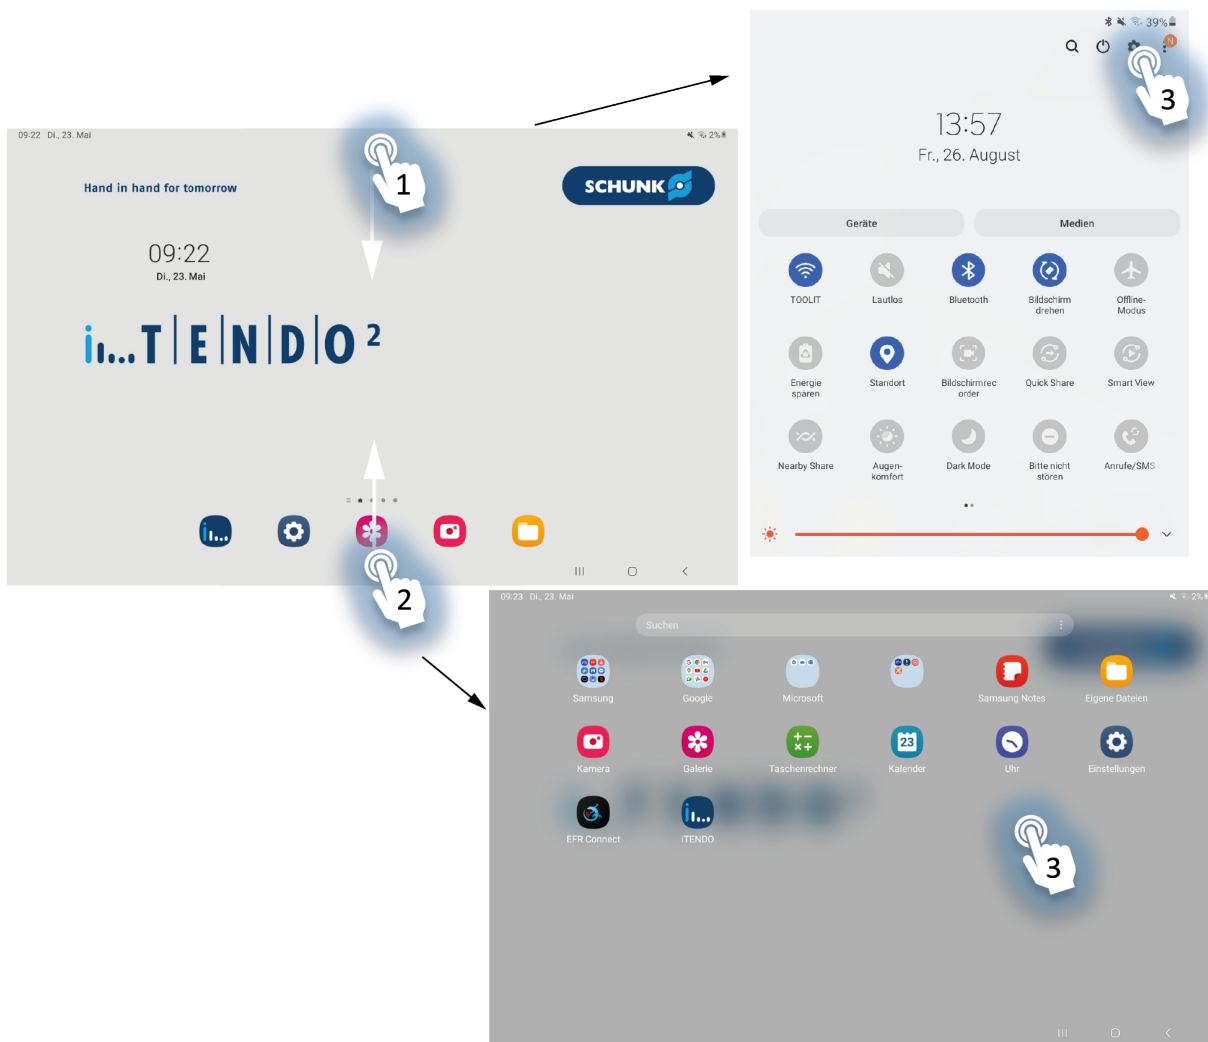 09:22 Di., 23. Mai
2%
Hand in hand for tomorrow
SCHUNK
09:22
Di., 23. Mai
i...T|E|N|D|O ²
1
2
39%
N
3
13:57
Fr., 26. August
Geräte
Medien
TOOLIT
Lautlos
Bluetooth
Bildschirm
drehen
Offline-
Modus
Energie
sparen
Standort
Bildschirmrec
order
Quick Share
Smart View
Nearby Share
Augen-
komfort
Dark Mode
Bitte nicht
stören
Anrufe/SMS
09:23 Di., 23. Mai
2%
Suchen
Samsung
Google
Microsoft
Samsung Notes
Eigene Dateien
23
Kamera
Galerie
Taschenrechner
Kalender
Uhr
Einstellungen
i...
EFR Connect
iTENDO
3